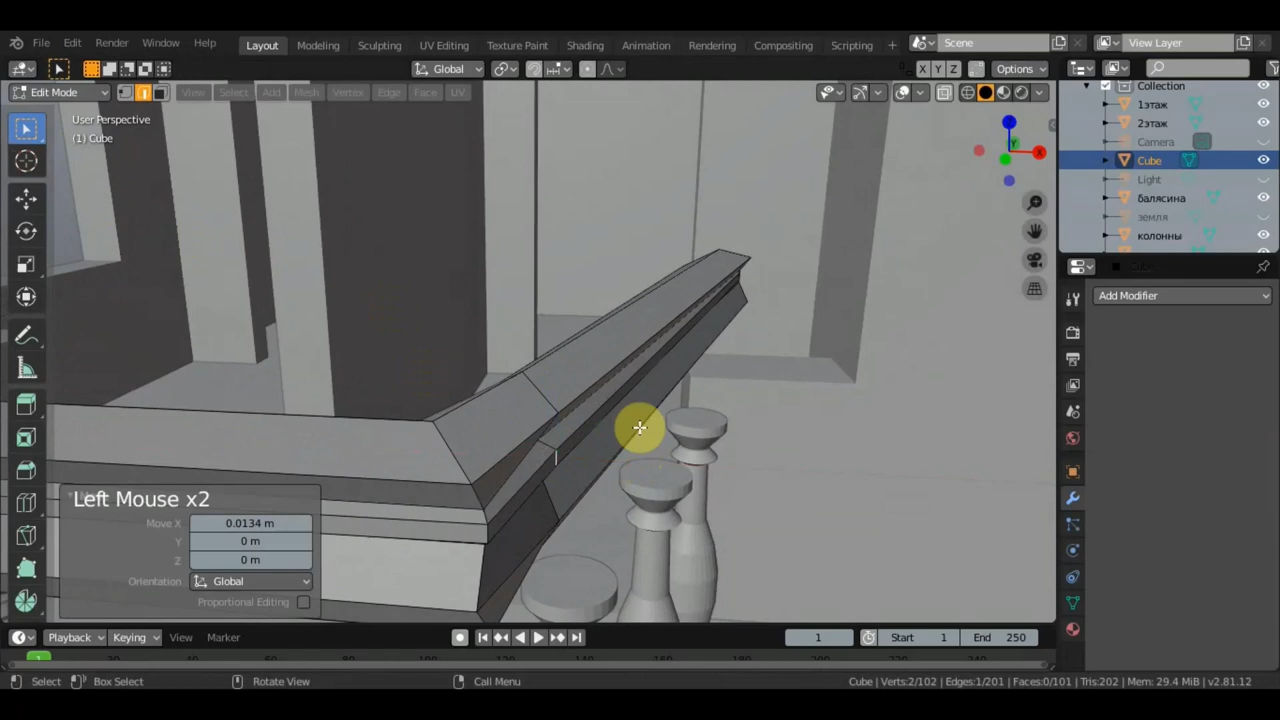 File Edit Render Window Help Layout Modeling Sculpting UV Editing Texture Paint Shading Animation Rendering Compositing Scripting + Scene View Layer
Global X Y Z Options
Edit Mode View Select Add Mesh Vertex Edge Face UV
User Perspective
(1) Cube
Z
Y
X
Collection
1этаж
2этаж
Camera
Cube
Light
балясина
земля
колонны
Cube
Add Modifier
Left Mouse x2
Move X 0.0134 m
Y 0 m
Z 0 m
Orientation Global
Proportional Editing
Playback Keying View Marker 1 Start 1 End 250
1
Select Box Select Rotate View Call Menu Cube | Verts:2/102 | Edges:1/201 | Faces:0/101 | Tris:202 | Mem: 29.4 MiB | v2.81.12